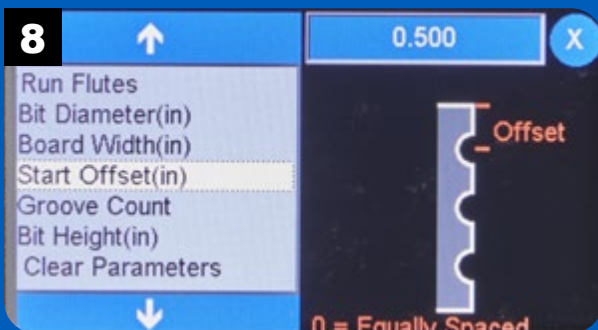 8
0.500
X
Run Flutes
Bit Diameter(in)
Board Width(in)
Start Offset(in)
Groove Count
Bit Height(in)
Clear Parameters
Offset
0 = Equally Spaced